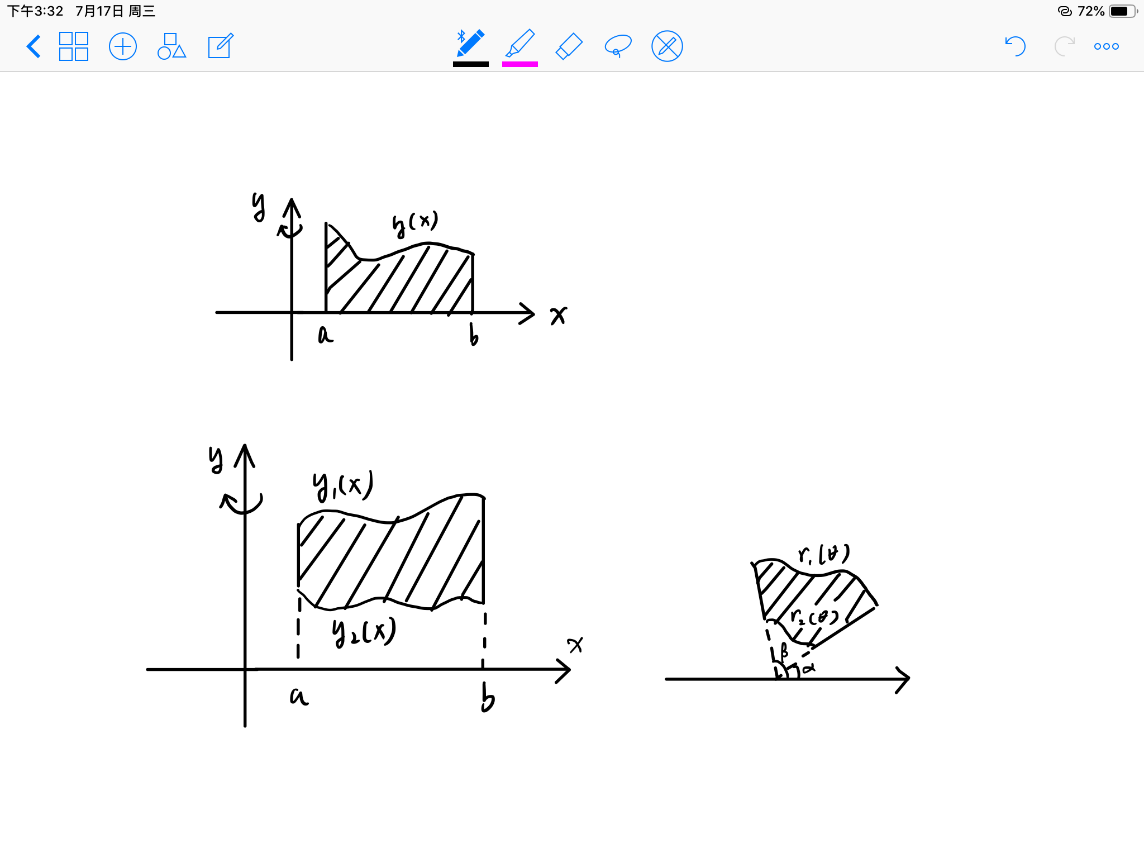 下午3:32 7月17日 周三
72%
y
y(x)
x
a
b
y
y₁(x)
y₂(x)
x
a
b
r₁(θ)
r₂(θ)
β
α